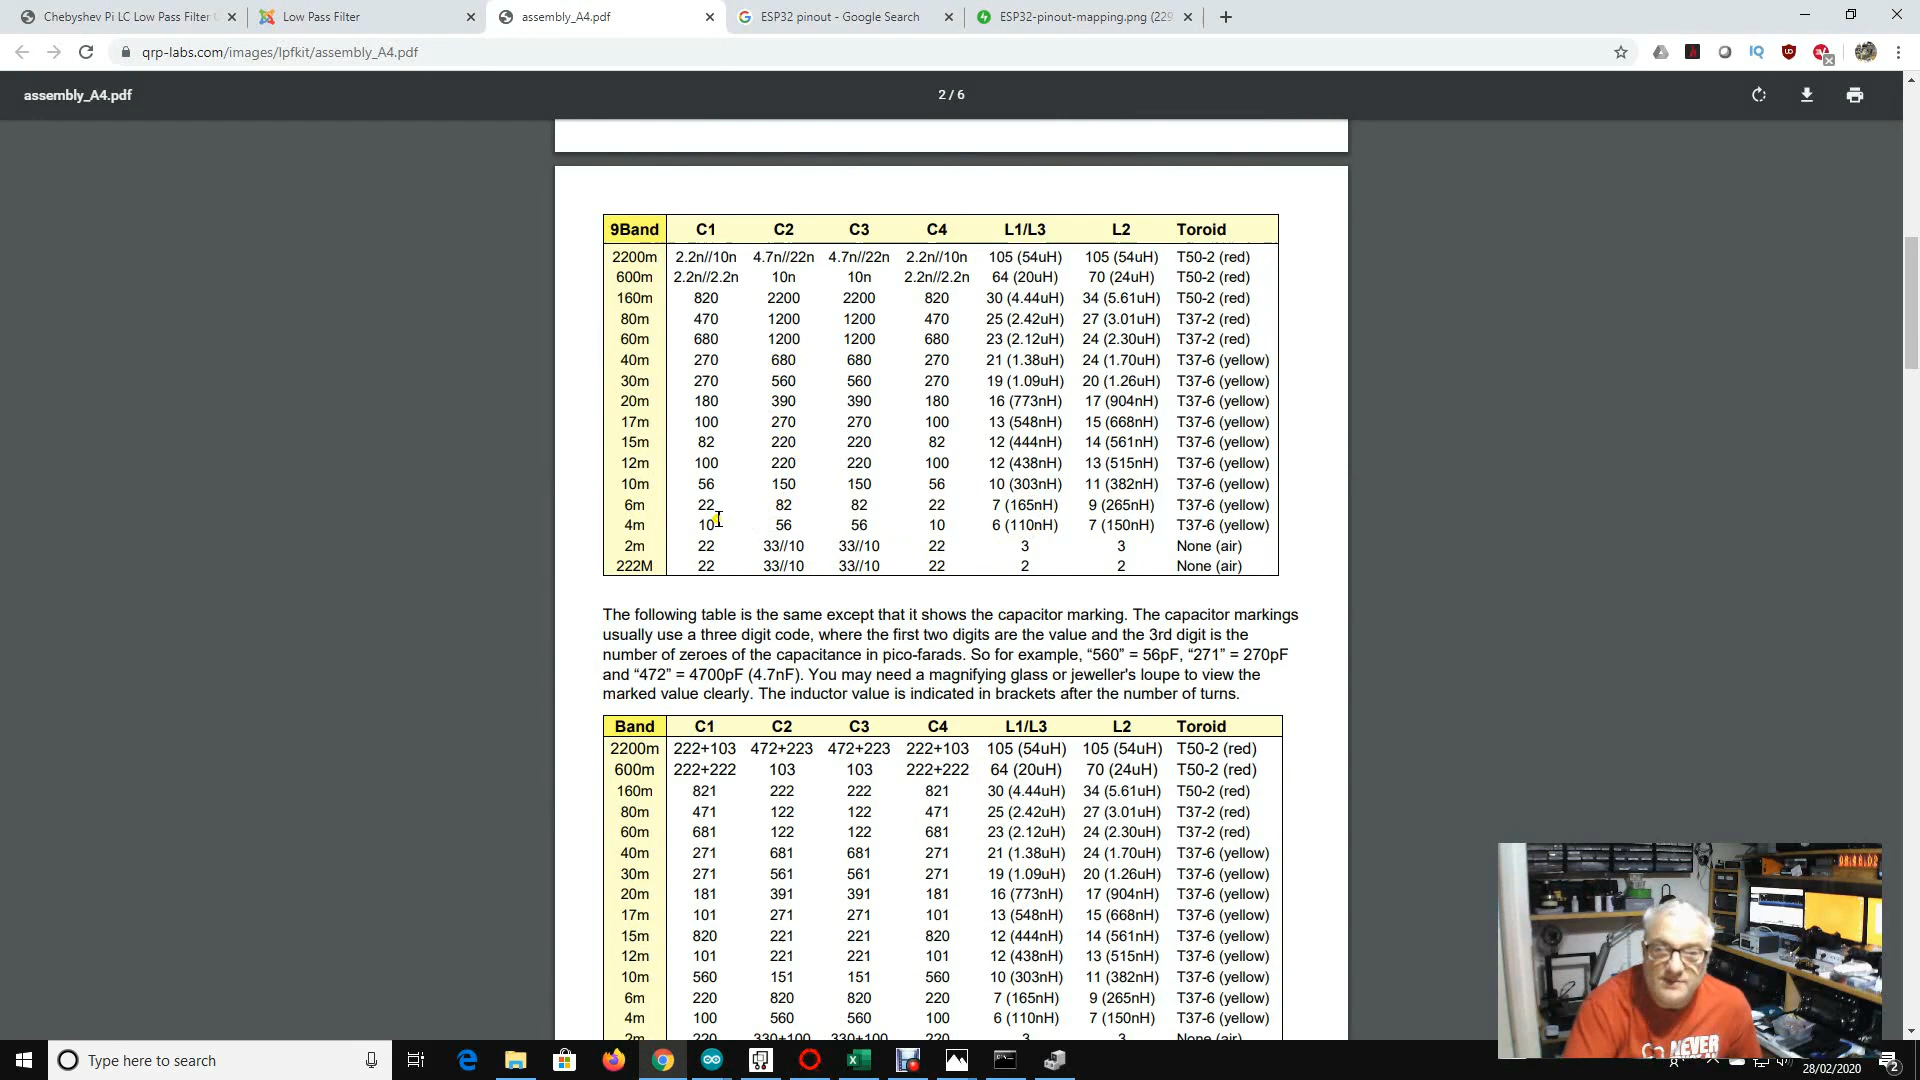 Chebyshev Pi LC Low Pass Filter
Low Pass Filter
assembly_A4.pdf
ESP32 pinout - Google Search
ESP32-pinout-mapping.png (229
qrp-labs.com/images/lpfkit/assembly_A4.pdf
IQ
assembly_A4.pdf
2 / 6
9Band C1 C2 C3 C4 L1/L3 L2 Toroid
2200m 2.2n//10n 4.7n//22n 4.7n//22n 2.2n//10n 105 (54uH) 105 (54uH) T50-2 (red)
600m 2.2n//2.2n 10n 10n 2.2n//2.2n 64 (20uH) 70 (24uH) T50-2 (red)
160m 820 2200 2200 820 30 (4.44uH) 34 (5.61uH) T50-2 (red)
80m 470 1200 1200 470 25 (2.42uH) 27 (3.01uH) T37-2 (red)
60m 680 1200 1200 680 23 (2.12uH) 24 (2.30uH) T37-2 (red)
40m 270 680 680 270 21 (1.38uH) 24 (1.70uH) T37-6 (yellow)
30m 270 560 560 270 19 (1.09uH) 20 (1.26uH) T37-6 (yellow)
20m 180 390 390 180 16 (773nH) 17 (904nH) T37-6 (yellow)
17m 100 270 270 100 13 (548nH) 15 (668nH) T37-6 (yellow)
15m 82 220 220 82 12 (444nH) 14 (561nH) T37-6 (yellow)
12m 100 220 220 100 12 (438nH) 13 (515nH) T37-6 (yellow)
10m 56 150 150 56 10 (303nH) 11 (382nH) T37-6 (yellow)
6m 22 82 82 22 7 (165nH) 9 (265nH) T37-6 (yellow)
4m 10 56 56 10 6 (110nH) 7 (150nH) T37-6 (yellow)
2m 22 33//10 33//10 22 3 3 None (air)
222M 22 33//10 33//10 22 2 2 None (air)
The following table is the same except that it shows the capacitor marking. The capacitor markings
usually use a three digit code, where the first two digits are the value and the 3rd digit is the
number of zeroes of the capacitance in pico-farads. So for example, “560” = 56pF, “271” = 270pF
and “472” = 4700pF (4.7nF). You may need a magnifying glass or jeweller's loupe to view the
marked value clearly. The inductor value is indicated in brackets after the number of turns.
Band C1 C2 C3 C4 L1/L3 L2 Toroid
2200m 222+103 472+223 472+223 222+103 105 (54uH) 105 (54uH) T50-2 (red)
600m 222+222 103 103 222+222 64 (20uH) 70 (24uH) T50-2 (red)
160m 821 222 222 821 30 (4.44uH) 34 (5.61uH) T50-2 (red)
80m 471 122 122 471 25 (2.42uH) 27 (3.01uH) T37-2 (red)
60m 681 122 122 681 23 (2.12uH) 24 (2.30uH) T37-2 (red)
40m 271 681 681 271 21 (1.38uH) 24 (1.70uH) T37-6 (yellow)
30m 271 561 561 271 19 (1.09uH) 20 (1.26uH) T37-6 (yellow)
20m 181 391 391 181 16 (773nH) 17 (904nH) T37-6 (yellow)
17m 101 271 271 101 13 (548nH) 15 (668nH) T37-6 (yellow)
15m 820 221 221 820 12 (444nH) 14 (561nH) T37-6 (yellow)
12m 101 221 221 101 12 (438nH) 13 (515nH) T37-6 (yellow)
10m 560 151 151 560 10 (303nH) 11 (382nH) T37-6 (yellow)
6m 220 820 820 220 7 (165nH) 9 (265nH) T37-6 (yellow)
4m 100 560 560 100 6 (110nH) 7 (150nH) T37-6 (yellow)
2m 220 330+100 330+100 220 3 3 None (air)
NEVER
Type here to search
28/02/2020
2